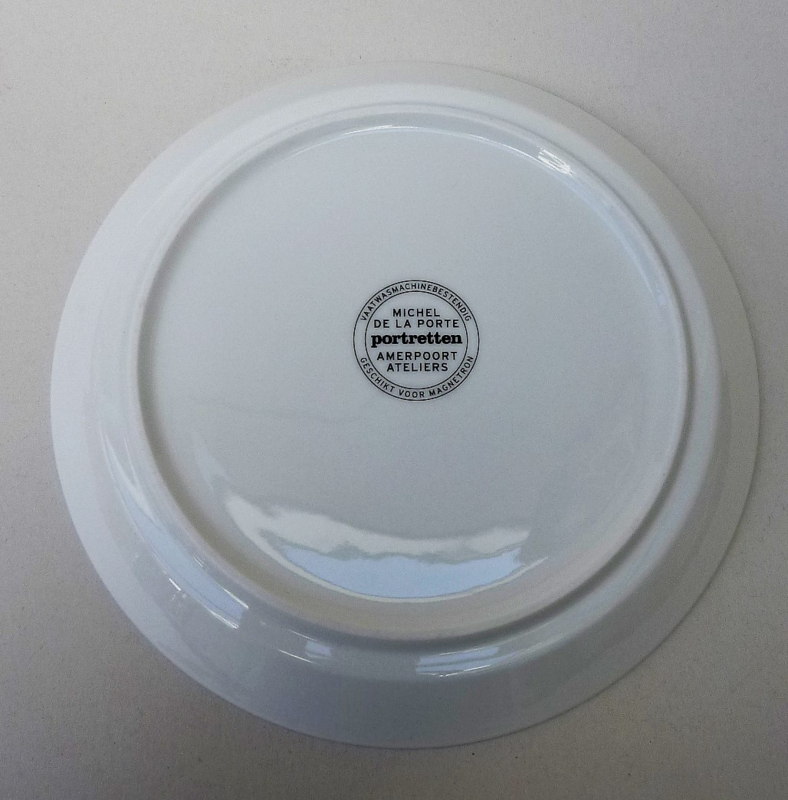 VAATWASMACHINEBESTENDIG
MICHEL
DE LA PORTE
portretten
AMERPOORT
ATELIERS
GESCHIKT VOOR MAGNETRON